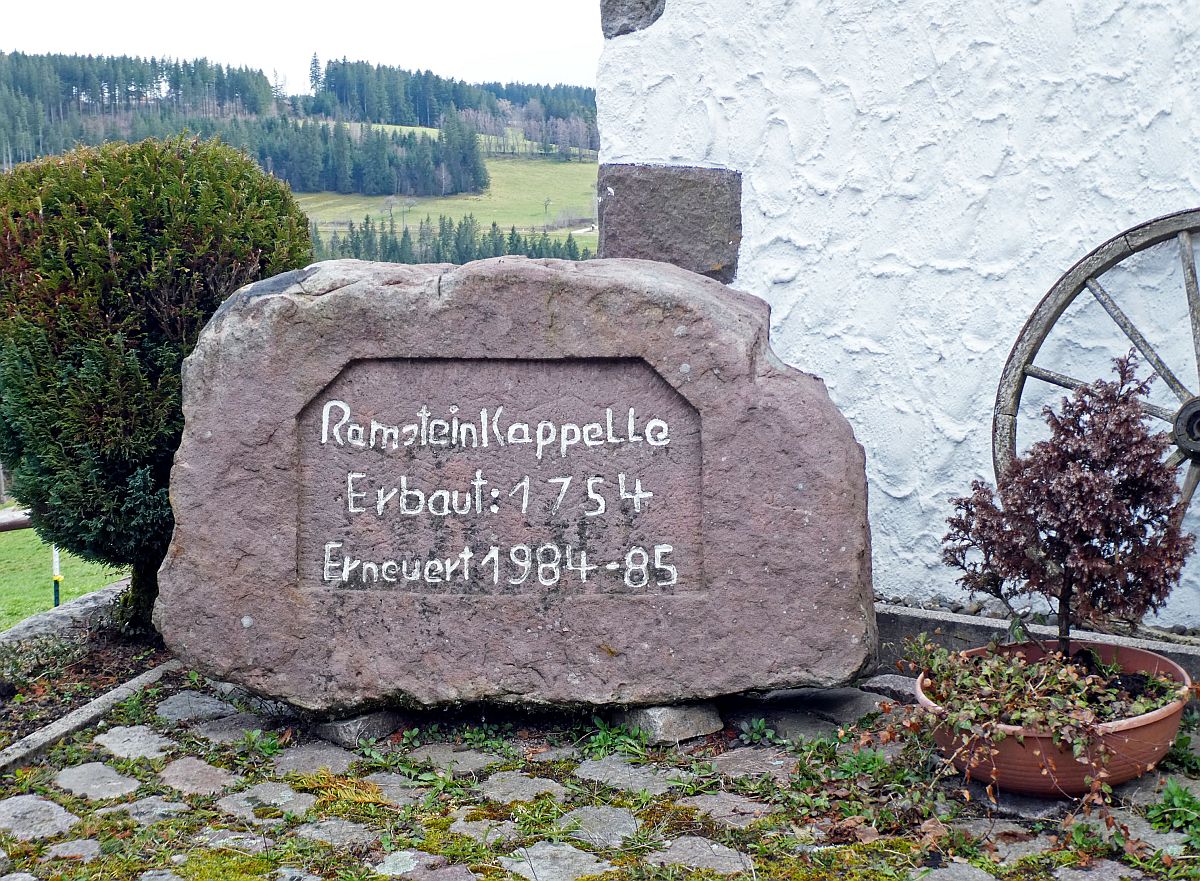 RamsteinKappelle
Erbaut: 1754
Erneuert 1984-85